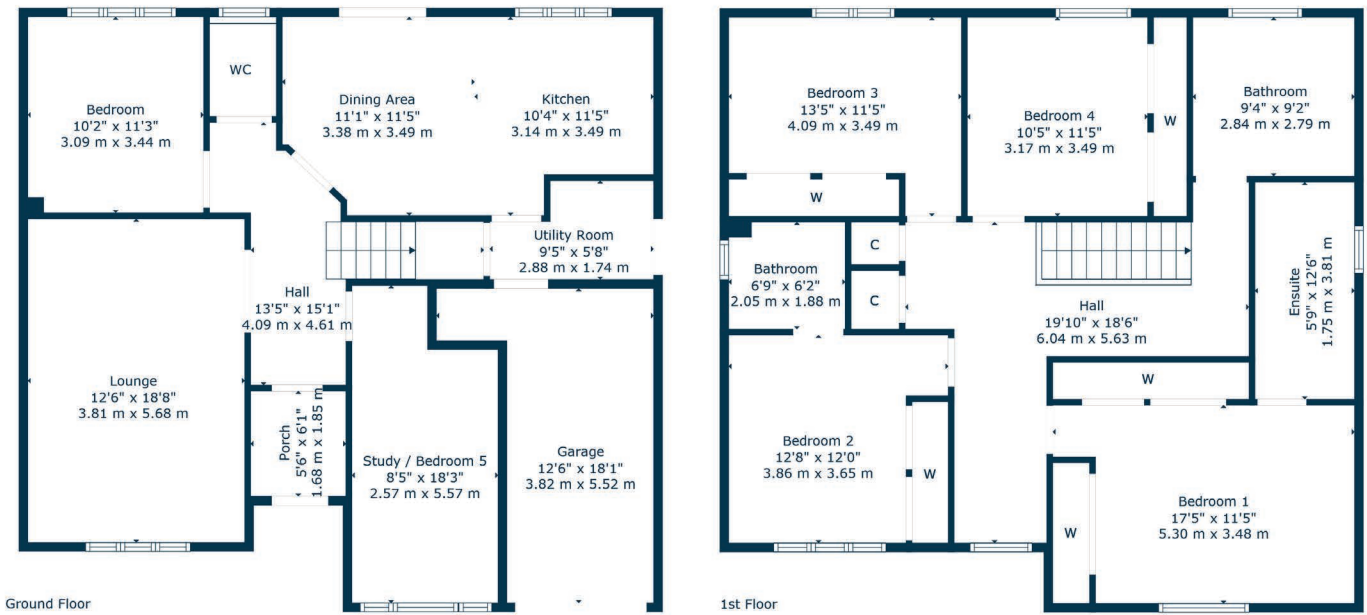 Bedroom
10'2" x 11'3"
3.09 m x 3.44 m
WC
Dining Area
11'1" x 11'5"
3.38 m x 3.49 m
Kitchen
10'4" x 11'5"
3.14 m x 3.49 m
Utility Room
9'5" x 5'8"
2.88 m x 1.74 m
Hall
13'5" x 15'1"
4.09 m x 4.61 m
Lounge
12'6" x 18'8"
3.81 m x 5.68 m
Porch
5'6" x 6'1"
1.68 m x 1.85 m
Study / Bedroom 5
8'5" x 18'3"
2.57 m x 5.57 m
Garage
12'6" x 18'1"
3.82 m x 5.52 m
Ground Floor
Bedroom 3
13'5" x 11'5"
4.09 m x 3.49 m
W
Bedroom 4
10'5" x 11'5"
3.17 m x 3.49 m
W
Bathroom
9'4" x 9'2"
2.84 m x 2.79 m
Bathroom
6'9" x 6'2"
2.05 m x 1.88 m
C
C
Hall
19'10" x 18'6"
6.04 m x 5.63 m
Ensuite
5'9" x 12'6"
1.75 m x 3.81 m
W
Bedroom 2
12'8" x 12'0"
3.86 m x 3.65 m
W
W
Bedroom 1
17'5" x 11'5"
5.30 m x 3.48 m
1st Floor